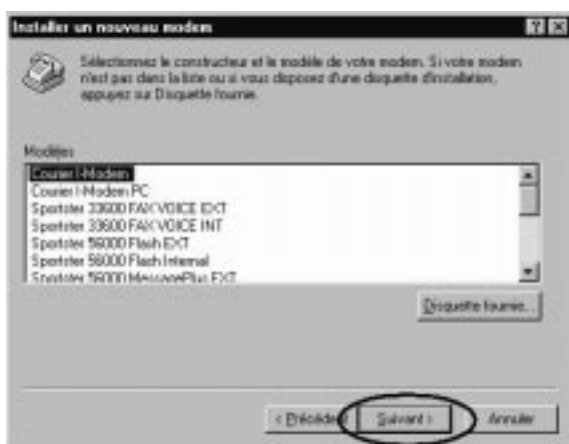 Installer un nouveau modem
Sélectionnez le constructeur et le modèle de votre modem. Si votre modem
n'est pas dans la liste ou si vous disposez d'une disquette d'installation,
appuyez sur Disquette fournie.
Modèles
Courier I-Modem
Courier I-Modem PC
Sportster 33600 FAX VOICE EXT
Sportster 33600 FAX VOICE INT
Sportster 56000 Flash EXT
Sportster 56000 Flash Internal
Sportster 56000 MessagePlus EXT
Disquette fournie...
< Précédent
Suivant >
Annuler